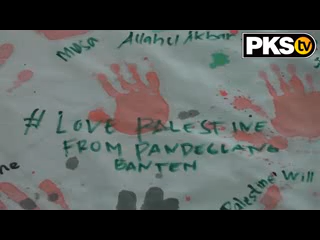 PKS tv
Musa
Allahu Akbar
# LOVE PALESTINE
FROM PANDEGLANG
BANTEN
Palestine Will